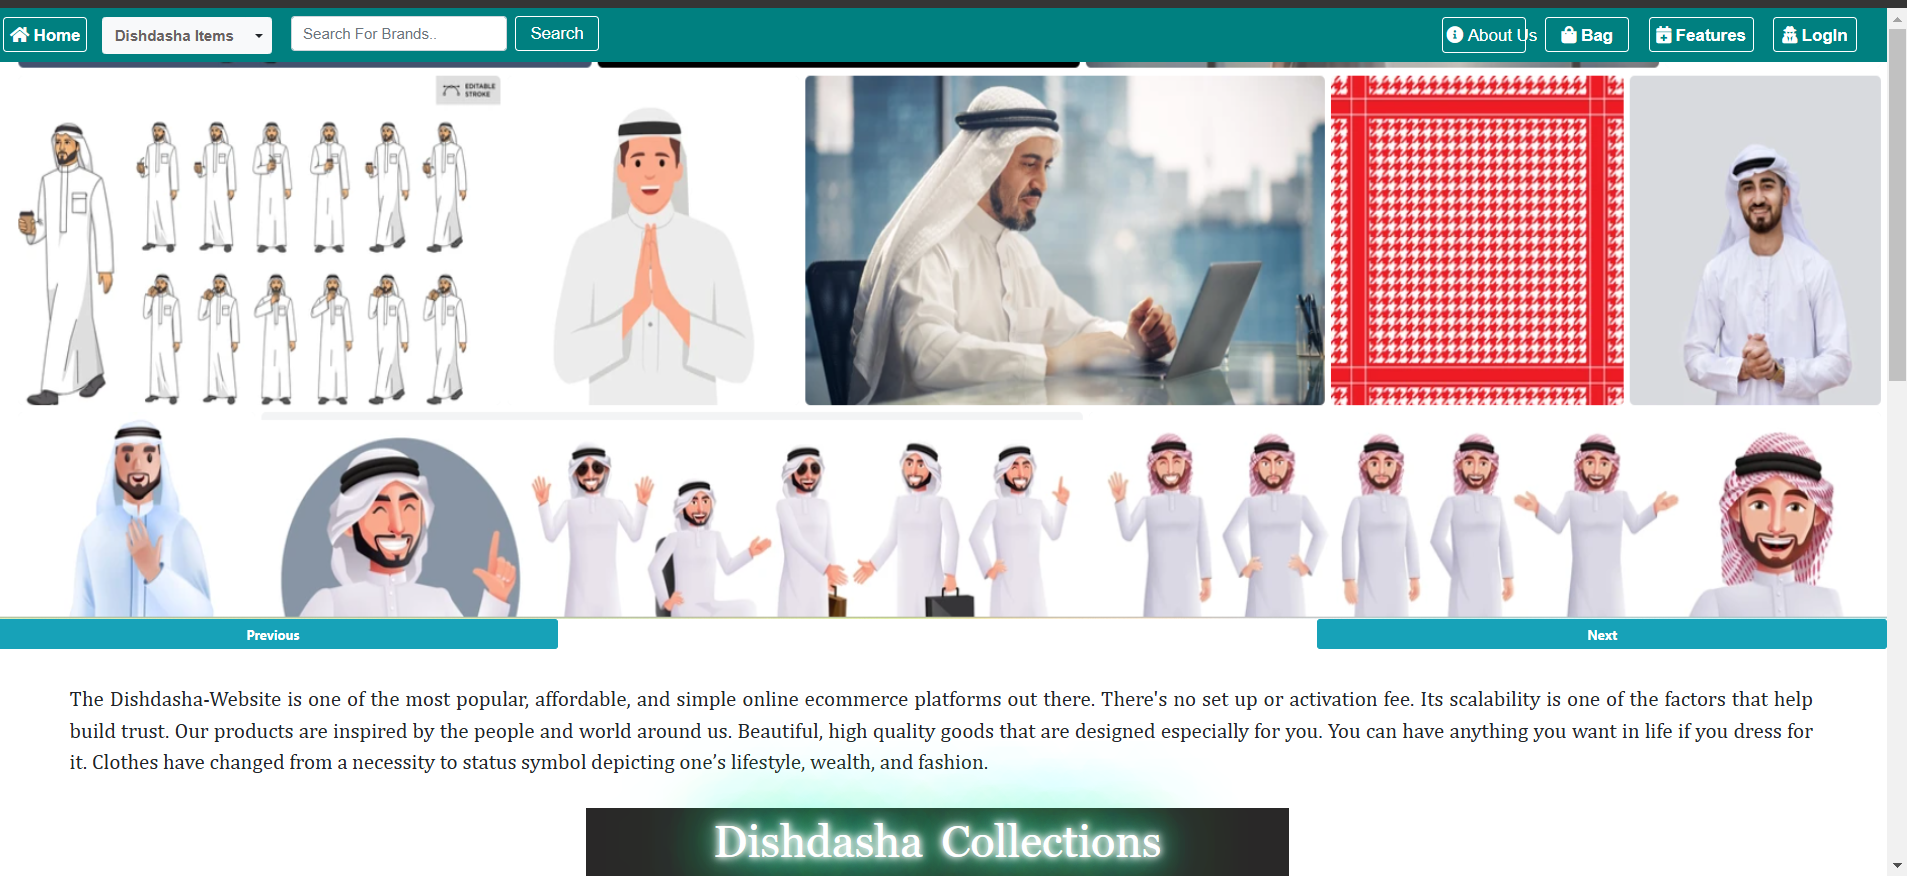 Home
Dishdasha Items
Search For Brands..
Search
About Us
Bag
Features
LogIn
EDITABLE
STROKE
Previous
Next
The Dishdasha-Website is one of the most popular, affordable, and simple online ecommerce platforms out there. There's no set up or activation fee. Its scalability is one of the factors that help
build trust. Our products are inspired by the people and world around us. Beautiful, high quality goods that are designed especially for you. You can have anything you want in life if you dress for
it. Clothes have changed from a necessity to status symbol depicting one’s lifestyle, wealth, and fashion.
Dishdasha Collections